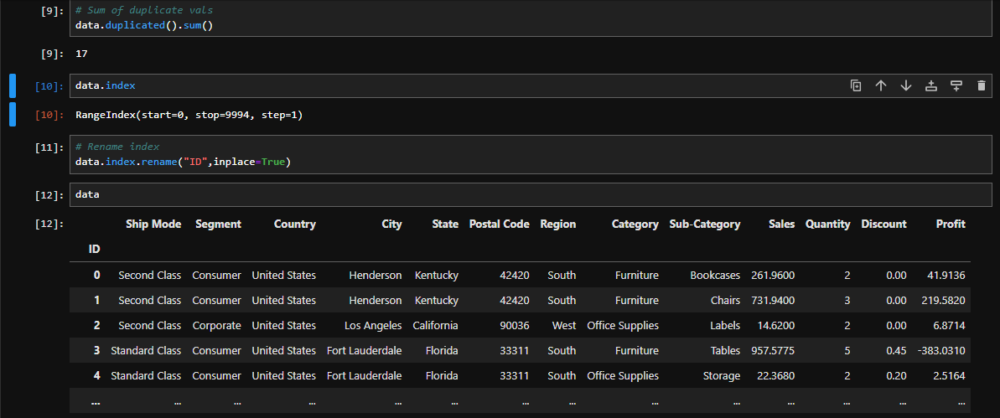 [9]: # Sum of duplicate vals
data.duplicated().sum()
[9]: 17
[10]: data.index
[10]: RangeIndex(start=0, stop=9994, step=1)
[11]: # Rename index
data.index.rename("ID",inplace=True)
[12]: data
[12]: Ship Mode Segment Country City State Postal Code Region Category Sub-Category Sales Quantity Discount Profit
ID
0 Second Class Consumer United States Henderson Kentucky 42420 South Furniture Bookcases 261.9600 2 0.00 41.9136
1 Second Class Consumer United States Henderson Kentucky 42420 South Furniture Chairs 731.9400 3 0.00 219.5820
2 Second Class Corporate United States Los Angeles California 90036 West Office Supplies Labels 14.6200 2 0.00 6.8714
3 Standard Class Consumer United States Fort Lauderdale Florida 33311 South Furniture Tables 957.5775 5 0.45 -383.0310
4 Standard Class Consumer United States Fort Lauderdale Florida 33311 South Office Supplies Storage 22.3680 2 0.20 2.5164
... ... ... ... ... ... ... ... ... ... ... ... ... ...